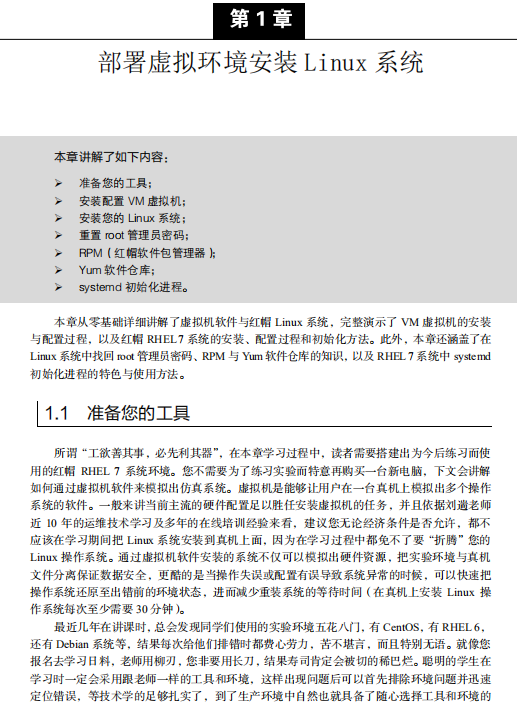 第 1 章
部署虚拟环境安装 Linux 系统
本章讲解了如下内容：
➢ 准备您的工具；
➢ 安装配置 VM 虚拟机；
➢ 安装您的 Linux 系统；
➢ 重置 root 管理员密码；
➢ RPM（红帽软件包管理器）；
➢ Yum 软件仓库；
➢ systemd 初始化进程。
本章从零基础详细讲解了虚拟机软件与红帽 Linux 系统，完整演示了 VM 虚拟机的安装
与配置过程，以及红帽 RHEL 7 系统的安装、配置过程和初始化方法。此外，本章还涵盖了在
Linux 系统中找回 root 管理员密码、RPM 与 Yum 软件仓库的知识，以及 RHEL 7 系统中 systemd
初始化进程的特色与使用方法。
1.1 准备您的工具
所谓“工欲善其事，必先利其器”，在本章学习过程中，读者需要搭建出为今后练习而使
用的红帽 RHEL 7 系统环境。您不需要为了练习实验而特意再购买一台新电脑，下文会讲解
如何通过虚拟机软件来模拟出仿真系统。虚拟机是能够让用户在一台真机上模拟出多个操作
系统的软件。一般来讲当前主流的硬件配置足以胜任安装虚拟机的任务，并且依据刘遄老师
近 10 年的运维技术学习及多年的在线培训经验来看，建议您无论经济条件是否允许，都不
应该在学习期间把 Linux 系统安装到真机上面，因为在学习过程中都免不了要“折腾”您的
Linux 操作系统。通过虚拟机软件安装的系统不仅可以模拟出硬件资源，把实验环境与真机
文件分离保证数据安全，更酷的是当操作失误或配置有误导致系统异常的时候，可以快速把
操作系统还原至出错前的环境状态，进而减少重装系统的等待时间（在真机上安装 Linux 操
作系统每次至少需要 30 分钟）。
最近几年在讲课时，总会发现同学们使用的实验环境五花八门，有 CentOS，有 RHEL 6，
还有 Debian 系统等，结果每次给他们排错时都费心劳力，苦不堪言，而且特别无语。就像您
报名去学习日料，老师用柳刃，您非要用长刀，结果寿司肯定会被切的稀巴烂。聪明的学生在
学习时一定会采用跟老师一样的工具和环境，这样出现问题后可以首先排除环境问题并迅速
定位错误，等技术学的足够扎实了，到了生产环境中自然也就具备了随心选择工具和环境的